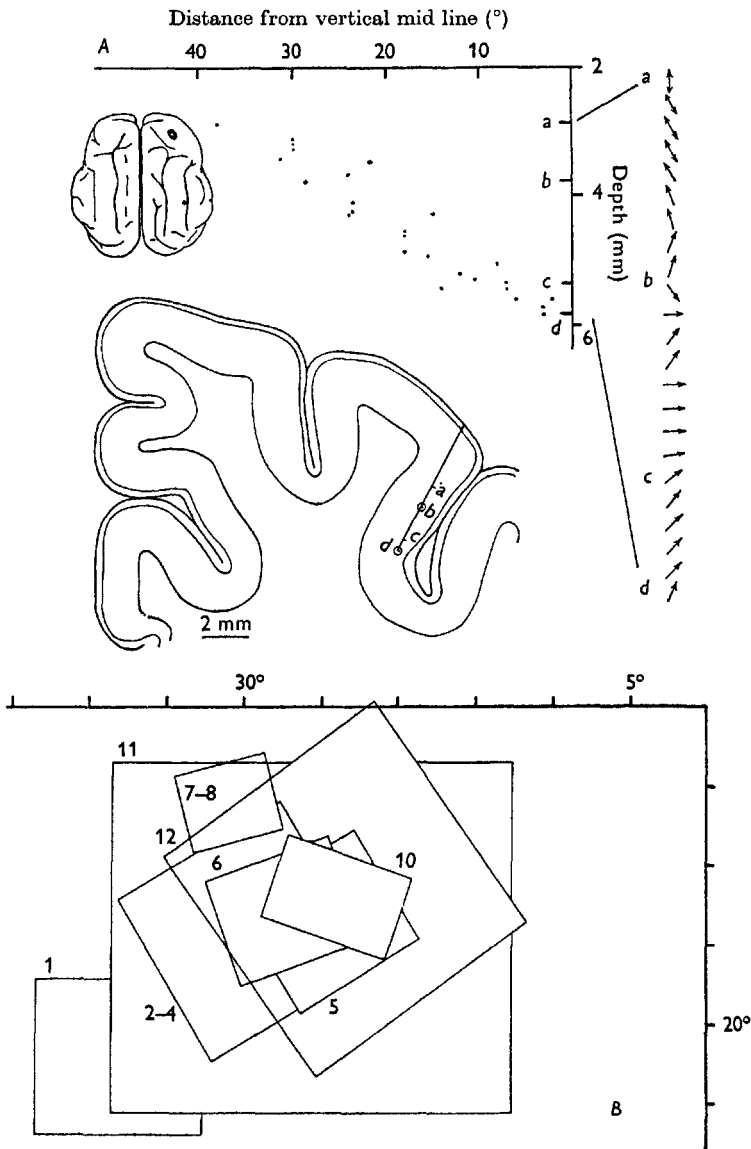 Distance from vertical mid line (°)
A
40 30 20 10 2
a
a
b
4
Depth (mm)
c
b
d
6
a
b
c
d
c
d
2 mm
30° 5°
11
7–8
12
6
10
1
2–4
5
20°
B